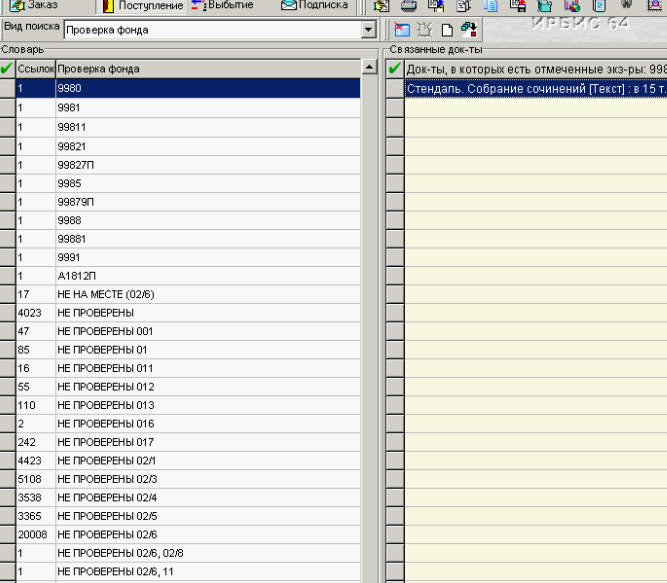 Заказ Поступление Выбытие Подписка
Вид поиска Проверка фонда
ИРБИС 64
Словарь
Связанные док-ты
Ссылок Проверка фонда
Док-ты, в которых есть отмеченные экз-ры: 998
1 9980
Стендаль. Собрание сочинений [Текст] : в 15 т.
1 9981
1 99811
1 99821
1 99827П
1 9985
1 99879П
1 9988
1 99881
1 9991
1 А1812П
17 НЕ НА МЕСТЕ (02/6)
4023 НЕ ПРОВЕРЕНЫ
47 НЕ ПРОВЕРЕНЫ 001
85 НЕ ПРОВЕРЕНЫ 01
16 НЕ ПРОВЕРЕНЫ 011
55 НЕ ПРОВЕРЕНЫ 012
110 НЕ ПРОВЕРЕНЫ 013
2 НЕ ПРОВЕРЕНЫ 016
242 НЕ ПРОВЕРЕНЫ 017
4423 НЕ ПРОВЕРЕНЫ 02/1
5108 НЕ ПРОВЕРЕНЫ 02/3
3538 НЕ ПРОВЕРЕНЫ 02/4
3365 НЕ ПРОВЕРЕНЫ 02/5
20008 НЕ ПРОВЕРЕНЫ 02/6
1 НЕ ПРОВЕРЕНЫ 02/6, 02/8
1 НЕ ПРОВЕРЕНЫ 02/6, 11